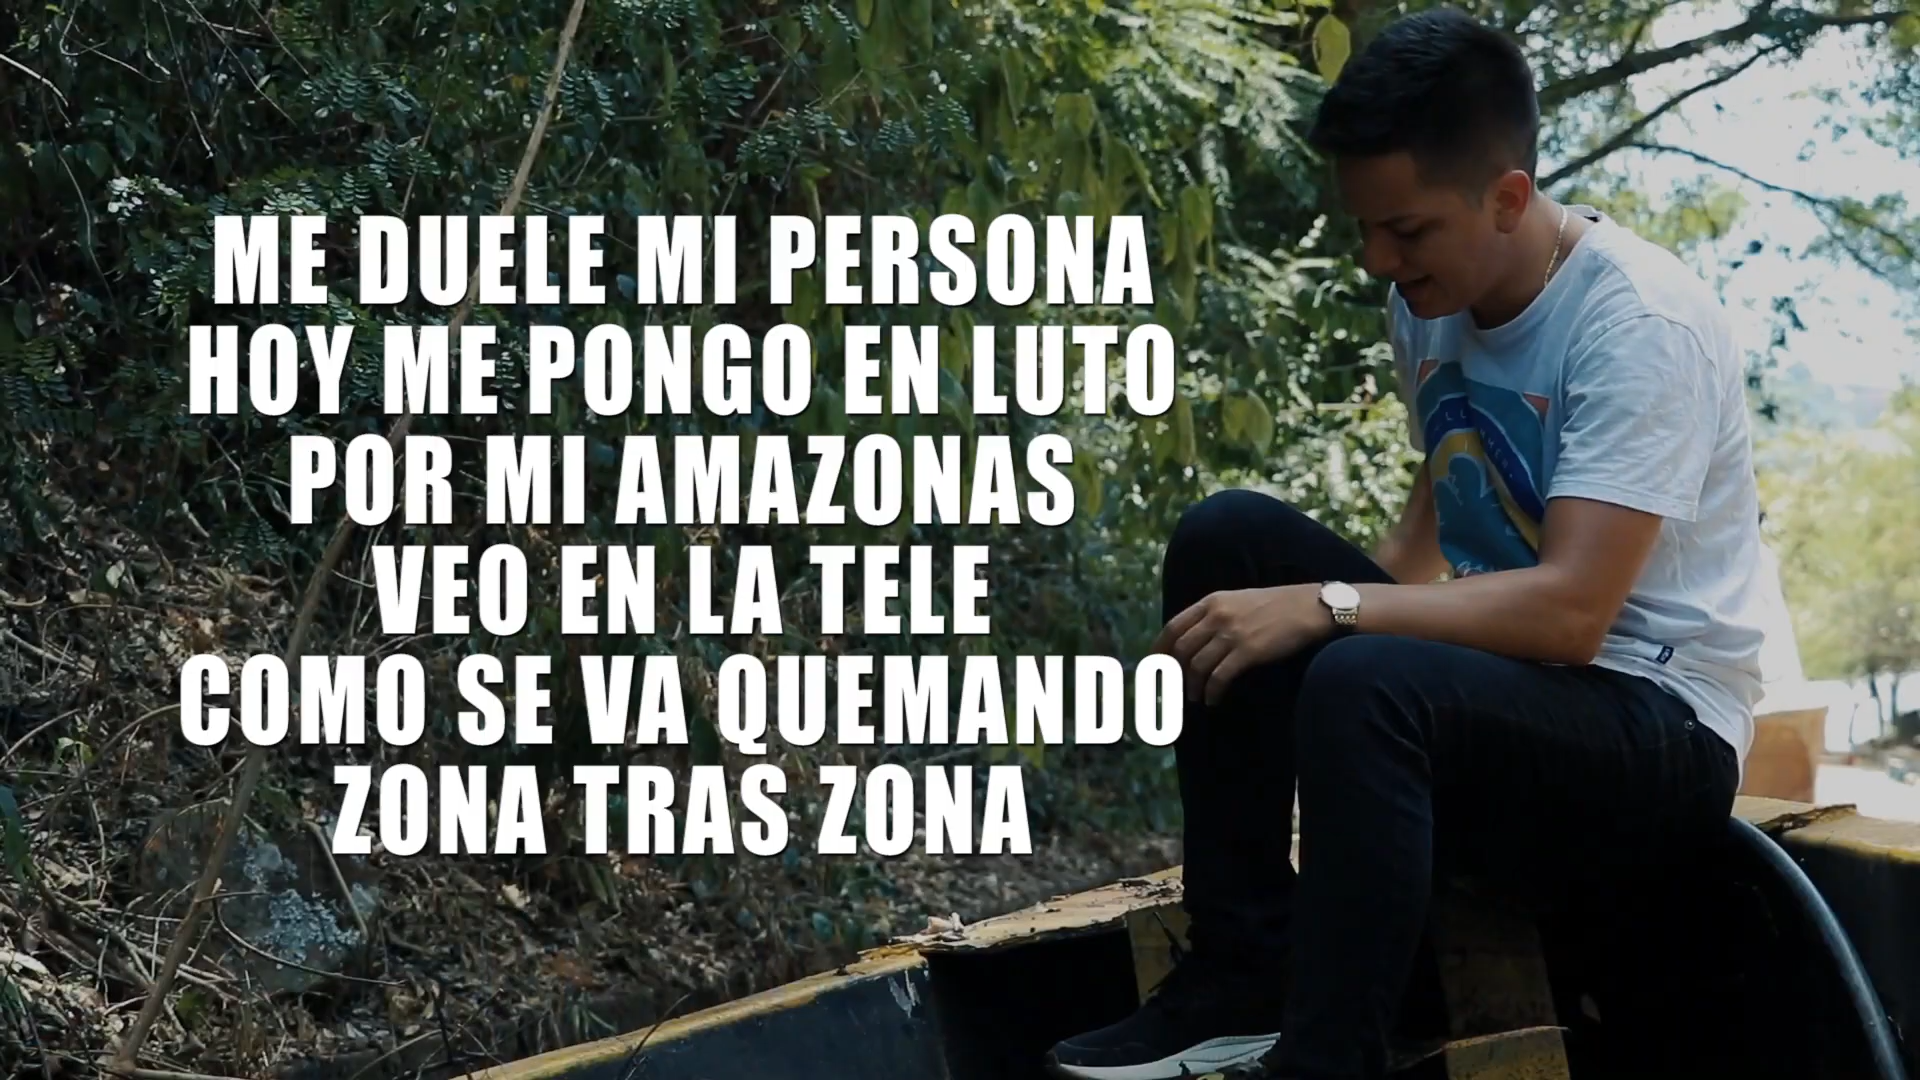 ME DUELE MI PERSONA
HOY ME PONGO EN LUTO
POR MI AMAZONAS
VEO EN LA TELE
COMO SE VA QUEMANDO
ZONA TRAS ZONA